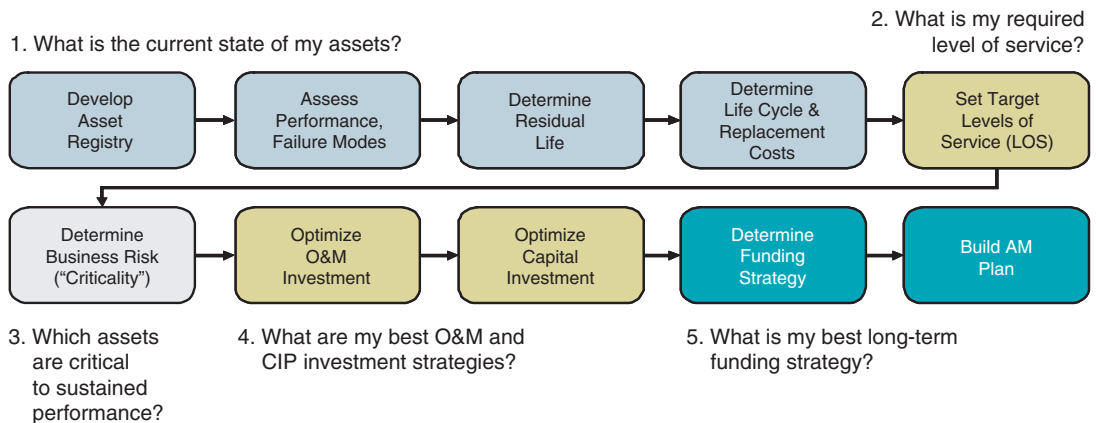 1. What is the current state of my assets?
2. What is my required
level of service?
Develop
Asset
Registry
Assess
Performance,
Failure Modes
Determine
Residual
Life
Determine
Life Cycle &
Replacement
Costs
Set Target
Levels of
Service (LOS)
Determine
Business Risk
(“Criticality”)
Optimize
O&M
Investment
Optimize
Capital
Investment
Determine
Funding
Strategy
Build AM
Plan
3. Which assets
are critical
to sustained
performance?
4. What are my best O&M and
CIP investment strategies?
5. What is my best long-term
funding strategy?